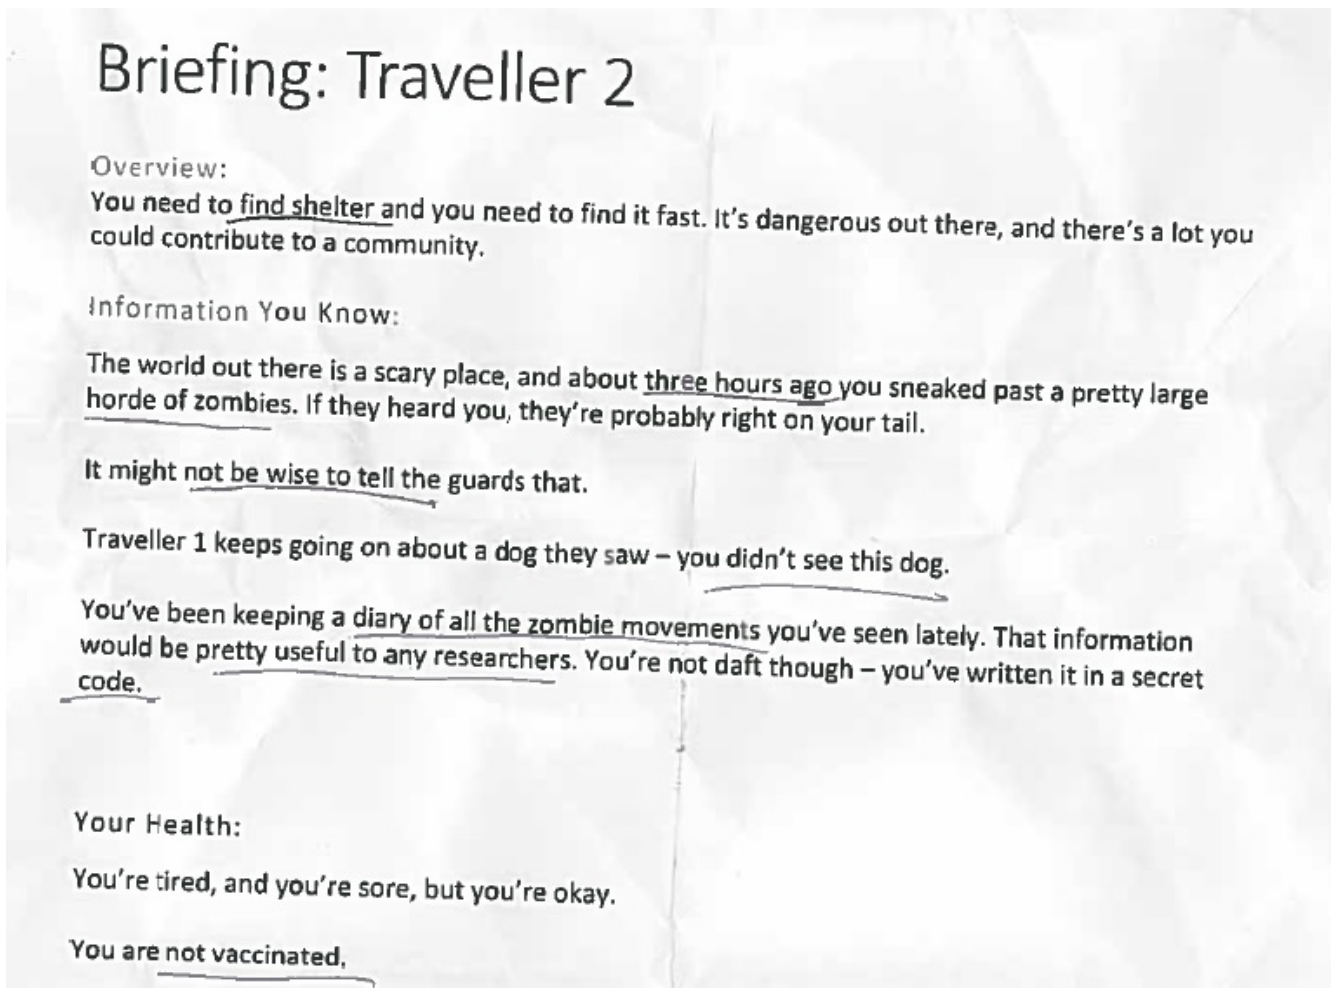 Briefing: Traveller 2
Overview:
You need to find shelter and you need to find it fast. It's dangerous out there, and there's a lot you
could contribute to a community.
Information You Know:
The world out there is a scary place, and about three hours ago you sneaked past a pretty large
horde of zombies. If they heard you, they're probably right on your tail.
It might not be wise to tell the guards that.
Traveller 1 keeps going on about a dog they saw – you didn't see this dog.
You've been keeping a diary of all the zombie movements you've seen lately. That information
would be pretty useful to any researchers. You're not daft though – you've written it in a secret
code.
Your Health:
You're tired, and you're sore, but you're okay.
You are not vaccinated.